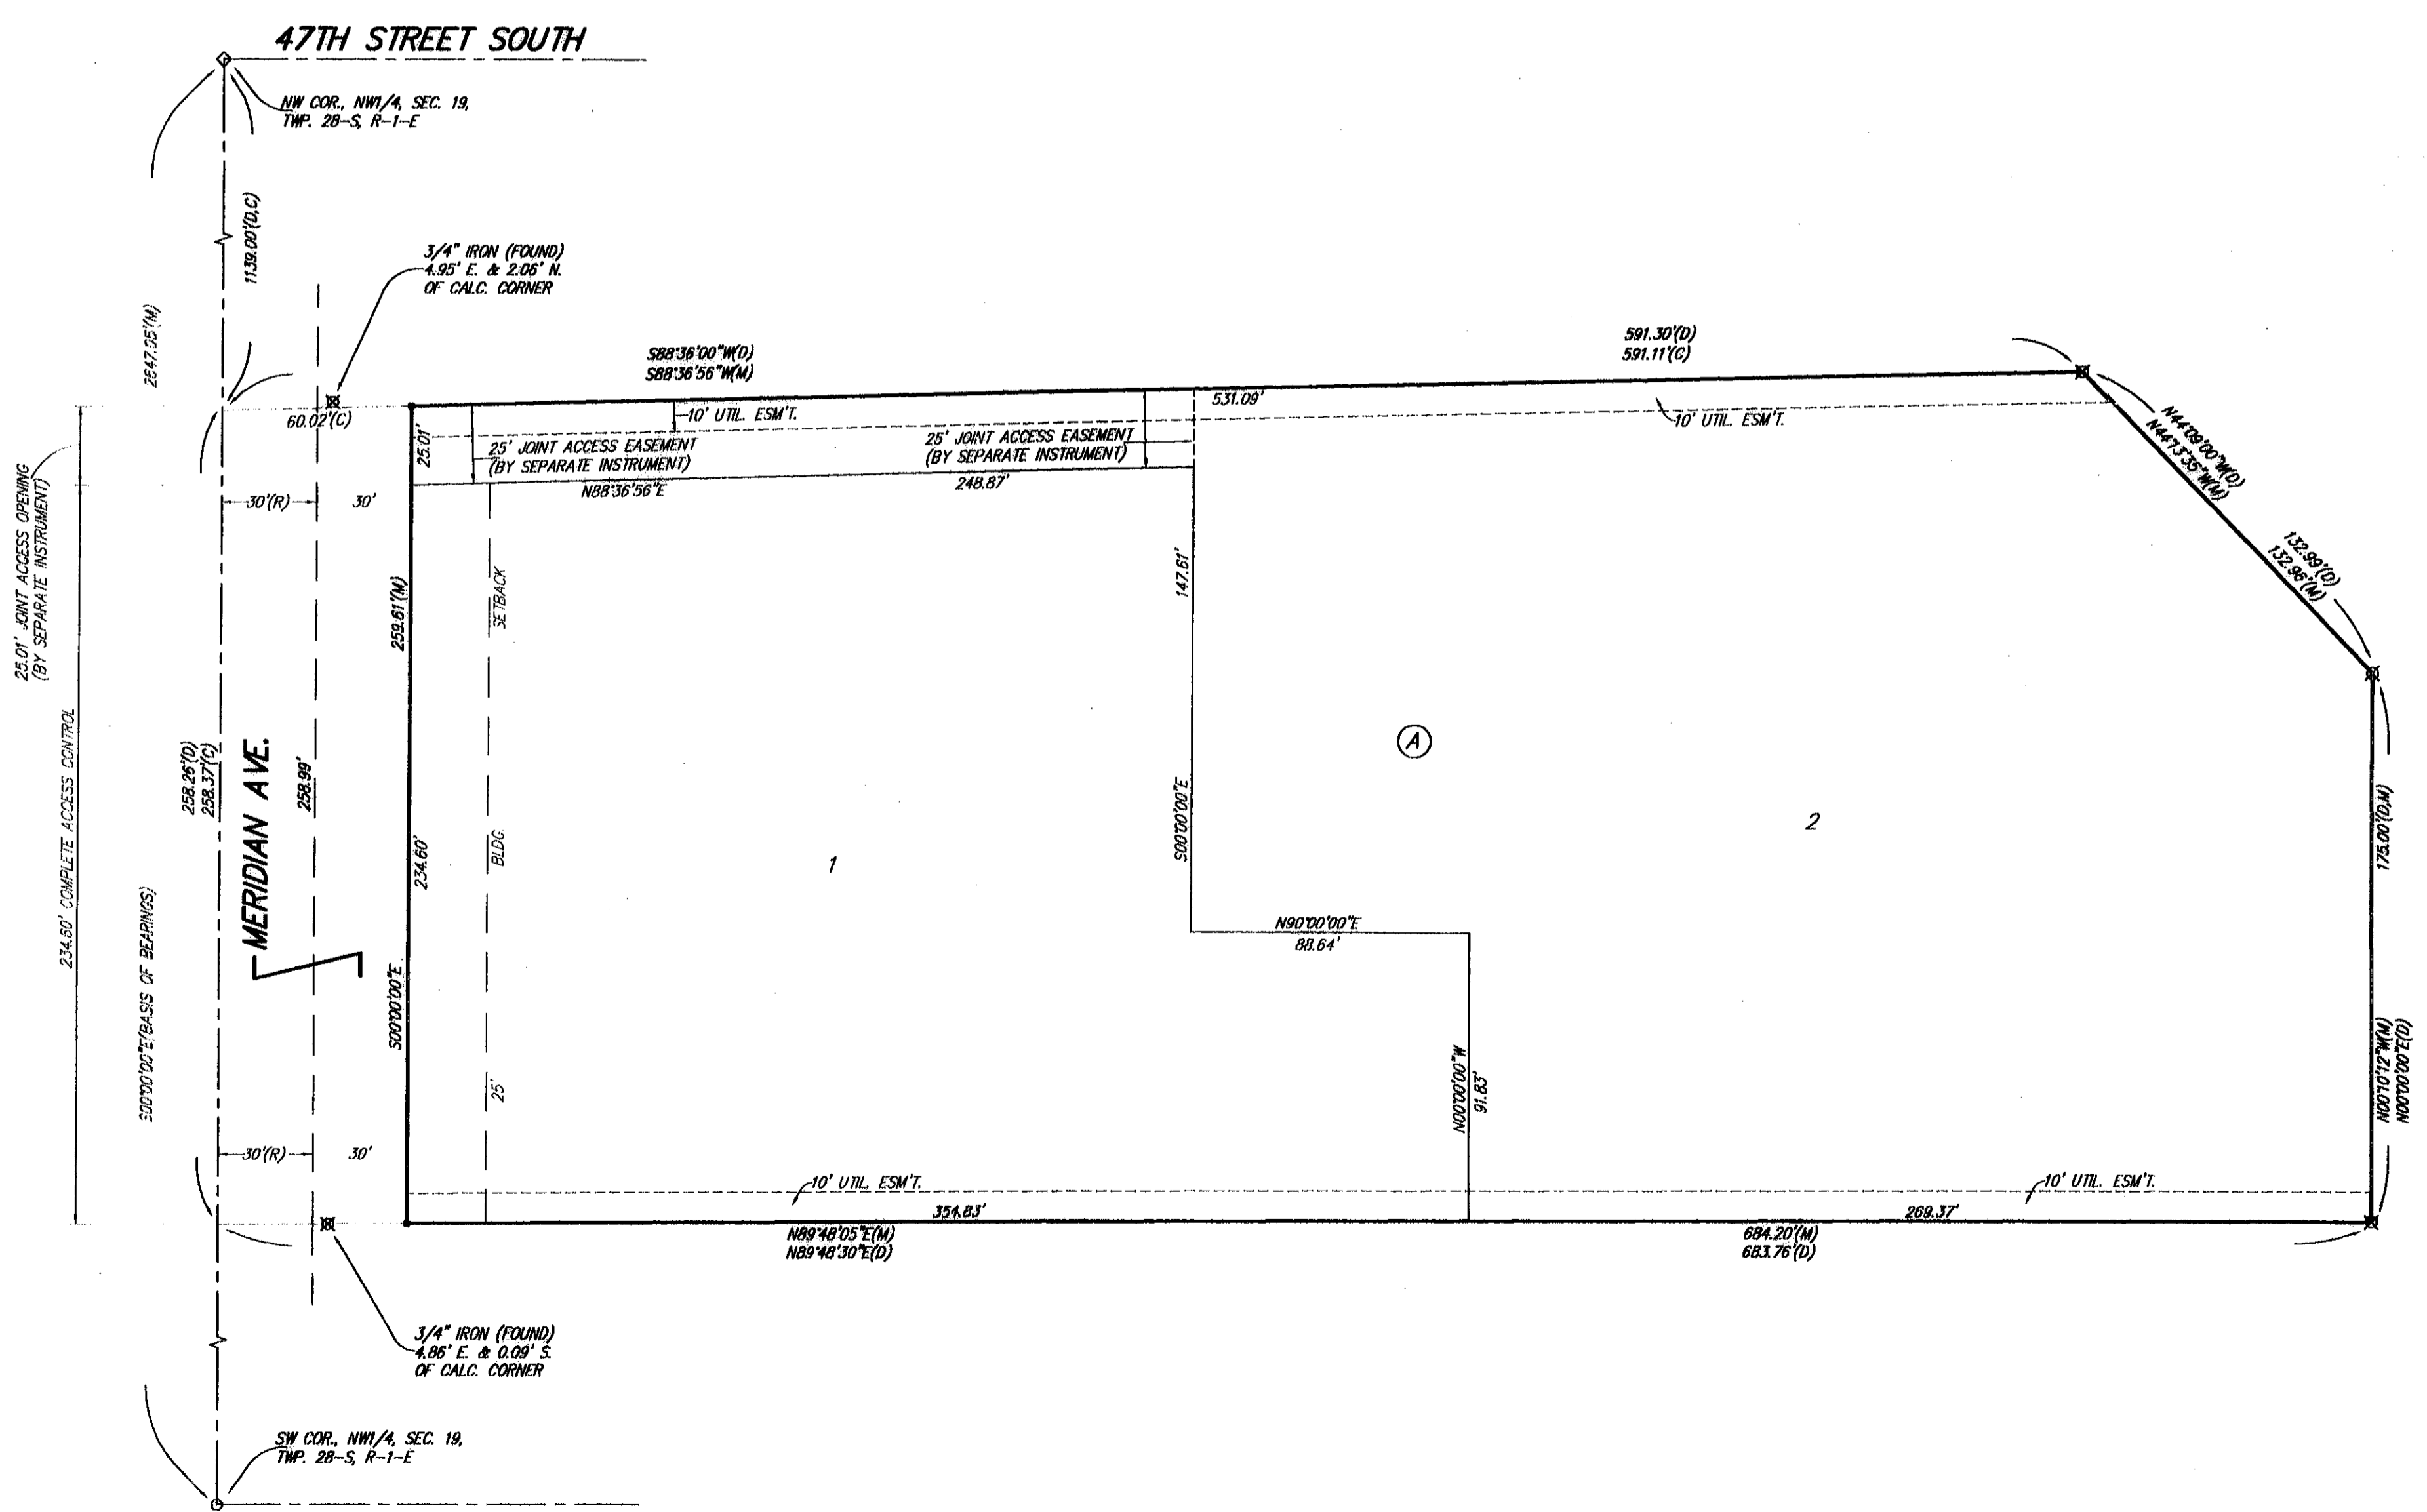 47TH STREET SOUTH
NW COR., NW1/4, SEC. 19,
TWP. 28-S, R-1-E
1139.00'(D,C)
2647.05'(M)
3/4" IRON (FOUND)
4.95' E. & 2.06' N.
OF CALC. CORNER
60.02'(C)
S88°36'00"W(D)
S88°36'56"W(M)
591.30'(D)
591.11'(C)
10' UTIL. ESM'T.
531.09'
10' UTIL. ESM'T.
25.01'
25' JOINT ACCESS EASEMENT
(BY SEPARATE INSTRUMENT)
25' JOINT ACCESS EASEMENT
(BY SEPARATE INSTRUMENT)
N88°36'56"E
248.87'
N44°09'00"W(D)
N44°13'35"W(M)
132.99'(D)
132.96'(M)
25.01' JOINT ACCESS OPENING
(BY SEPARATE INSTRUMENT)
30'(R)
30'
259.61'(M)
SETBACK
147.61'
234.60' COMPLETE ACCESS CONTROL
258.26'(D)
258.37'(C)
MERIDIAN AVE.
258.99'
234.60'
BLDG.
S00°00'00"E
A
1
2
175.00'(D,M)
N90°00'00"E
88.64'
S00°00'00"E(BASIS OF BEARINGS)
S00°00'00"E
25'
N00°00'00"W
91.83'
N00°10'12"W(M)
N00°00'00"E(D)
30'(R)
30'
10' UTIL. ESM'T.
10' UTIL. ESM'T.
354.83'
269.37'
N89°48'05"E(M)
N89°48'30"E(D)
684.20'(M)
683.76'(D)
3/4" IRON (FOUND)
4.86' E. & 0.09' S.
OF CALC. CORNER
SW COR., NW1/4, SEC. 19,
TWP. 28-S, R-1-E